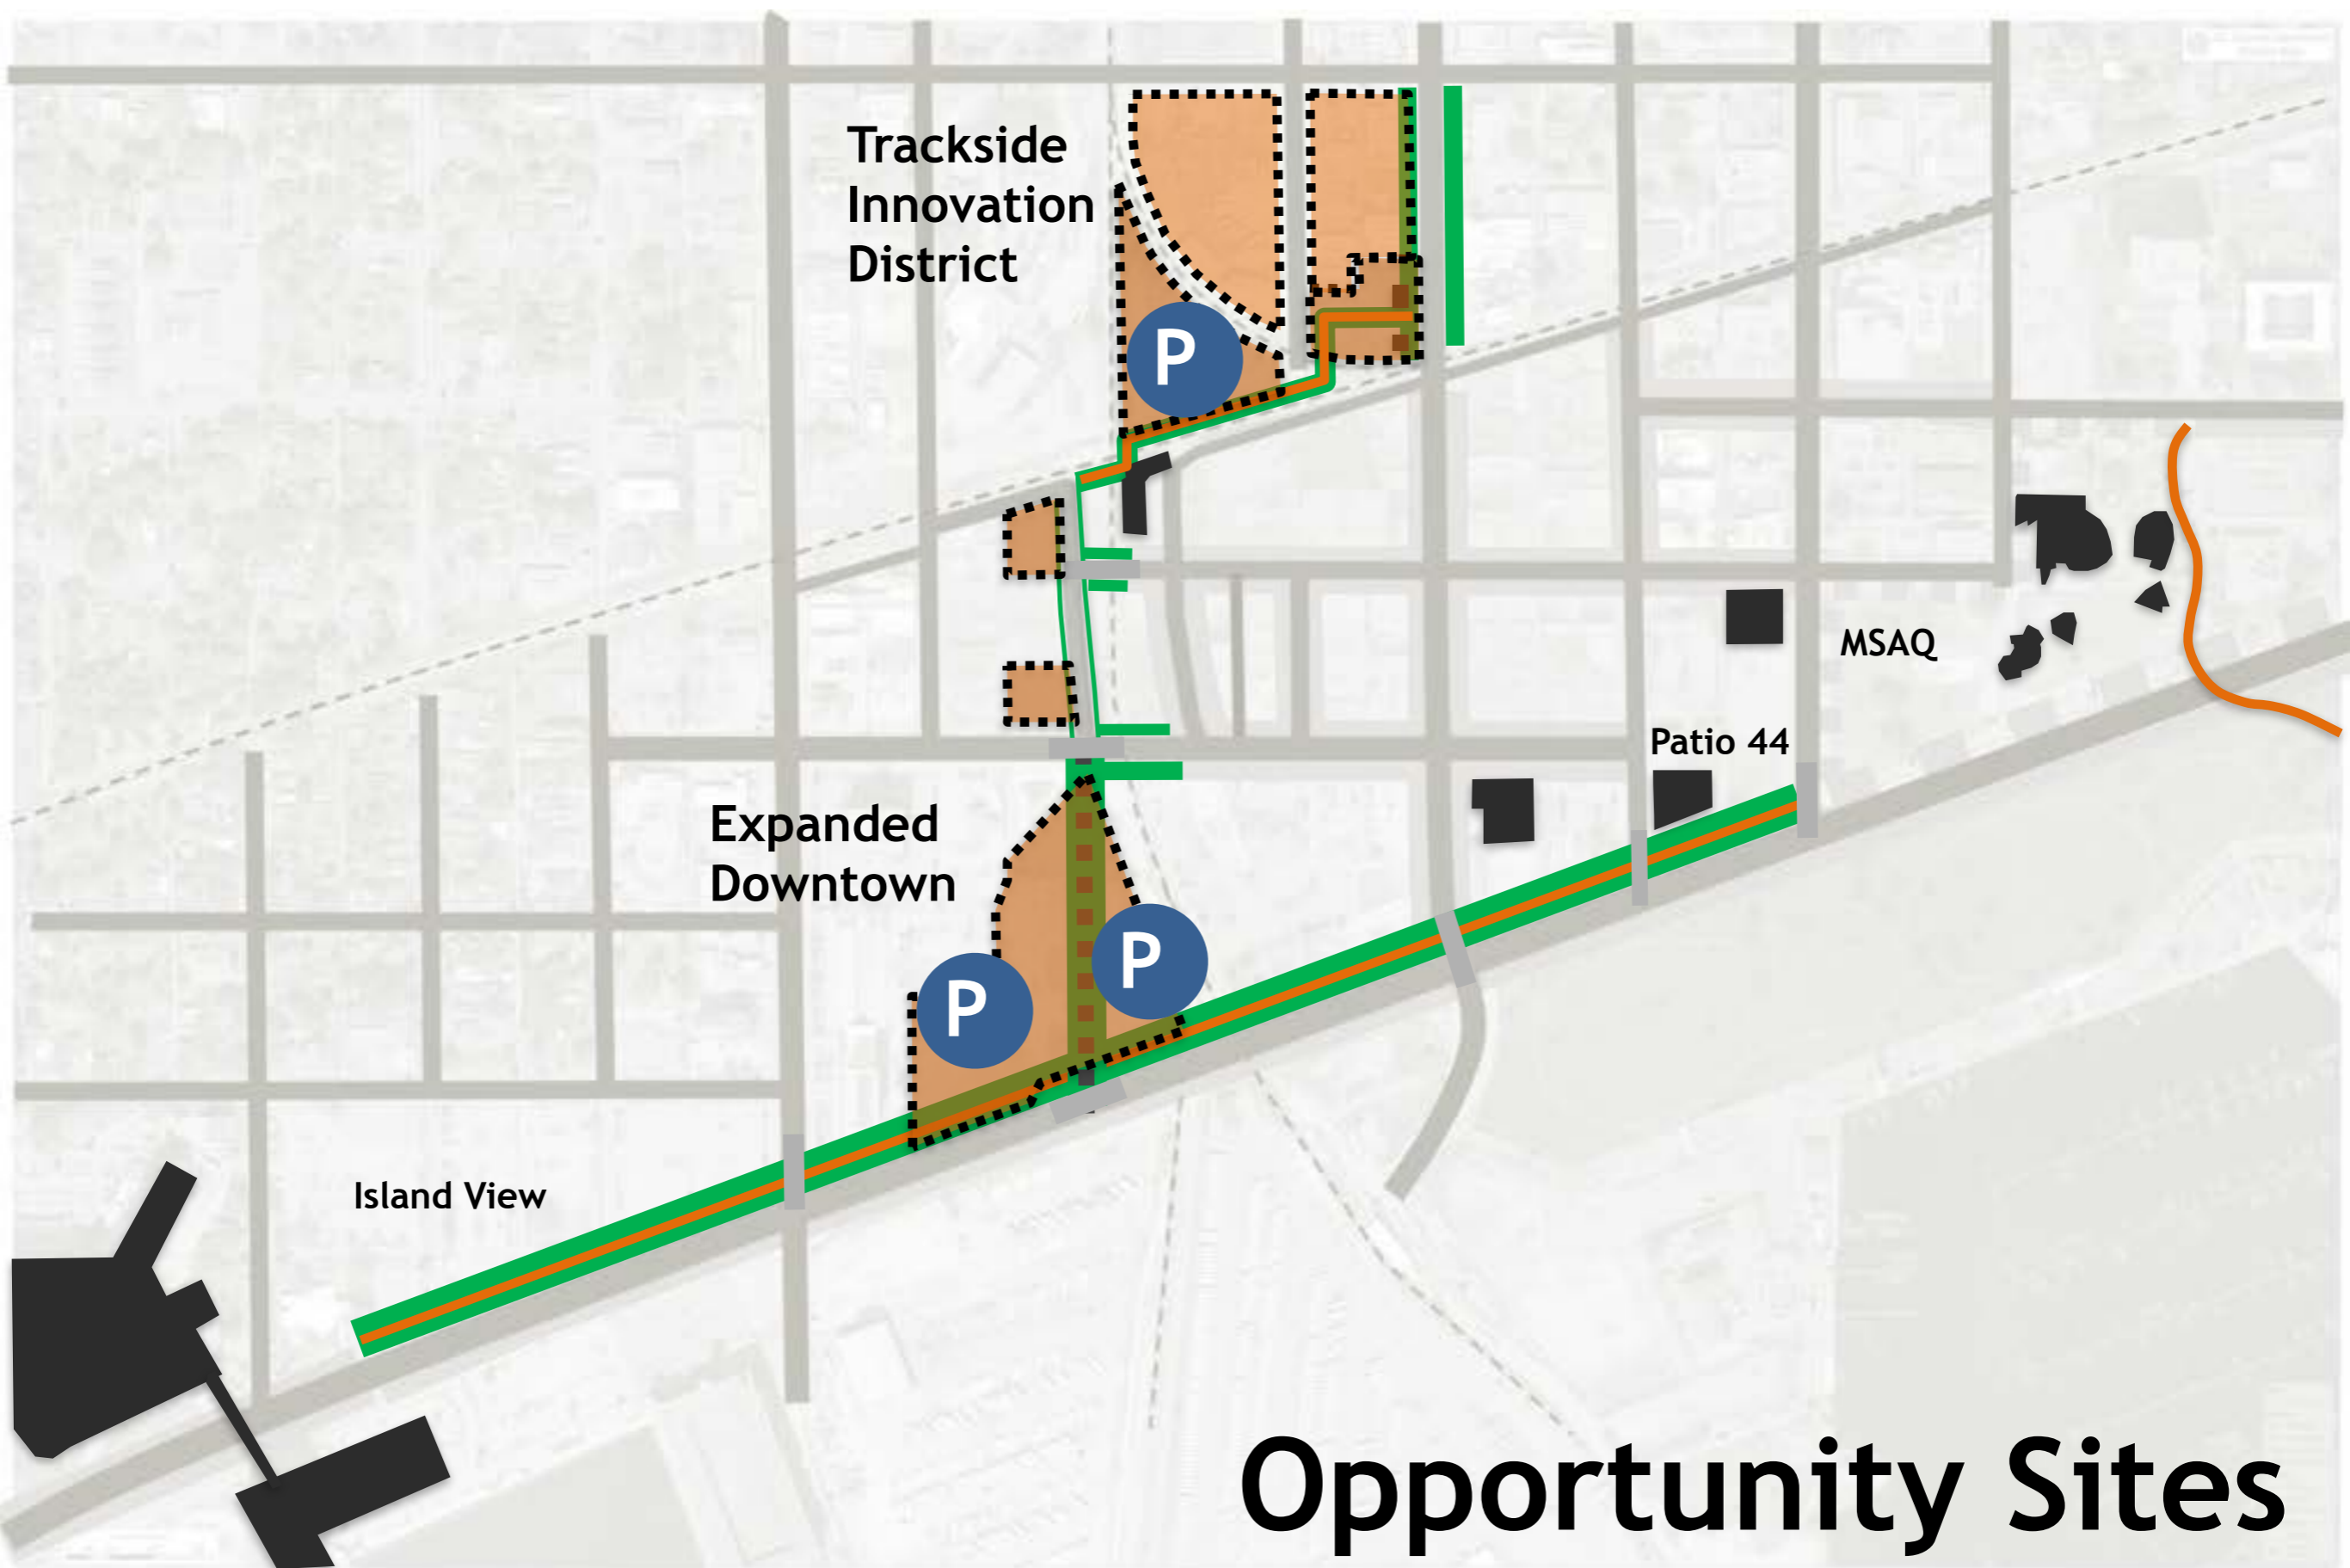 Trackside
Innovation
District
P
MSAQ
Patio 44
Expanded
Downtown
P
P
Island View
Opportunity Sites